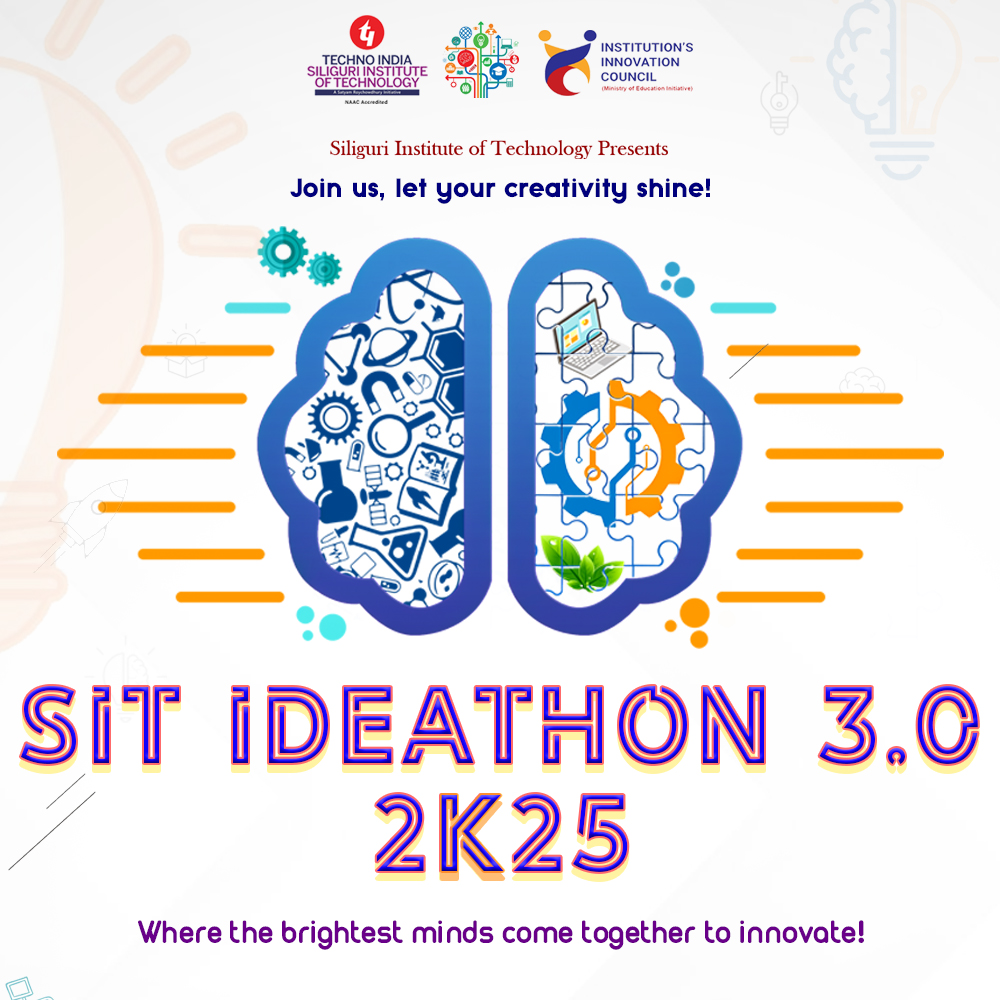 TECHNO INDIA
SILIGURI INSTITUTE
OF TECHNOLOGY
A Satyam Roychowdhury Initiative
NAAC Accredited
INSTITUTION'S
INNOVATION
COUNCIL
(Ministry of Education Initiative)
Siliguri Institute of Technology Presents
Join us, let your creativity shine!
SiT iDEATHON 3.0
2K25
Where the brightest minds come together to innovate!